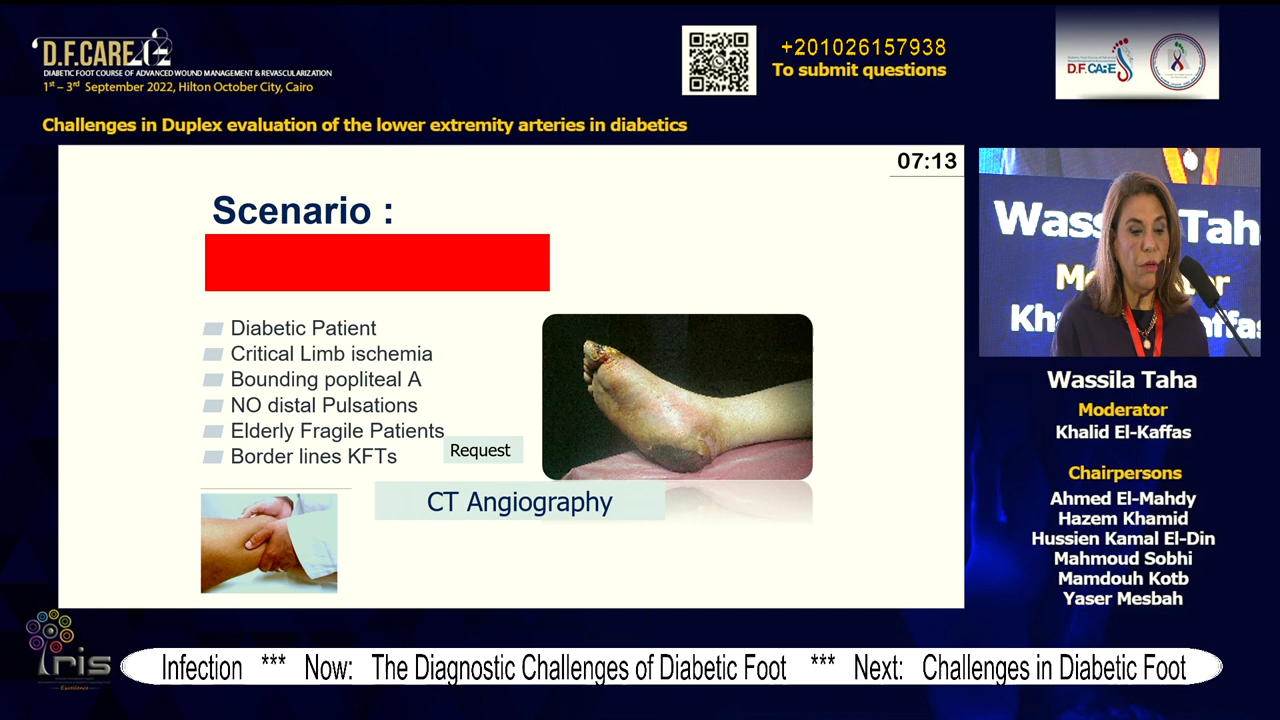 D.F.CARE
DIABETIC FOOT COURSE OF ADVANCED WOUND MANAGEMENT & REVASCULARIZATION
1st – 3rd September 2022, Hilton October City, Cairo
+201026157938
To submit questions
D.F.CARE
Challenges in Duplex evaluation of the lower extremity arteries in diabetics
07:13
Scenario :
Diabetic Patient
Critical Limb ischemia
Bounding popliteal A
NO distal Pulsations
Elderly Fragile Patients
Border lines KFTs
Request
CT Angiography
Wassila Taha
Moderator
Khalid El-Kaffas
Chairpersons
Ahmed El-Mahdy
Hazem Khamid
Hussien Kamal El-Din
Mahmoud Sobhi
Mamdouh Kotb
Yaser Mesbah
Iris
Excellence
Infection *** Now: The Diagnostic Challenges of Diabetic Foot *** Next: Challenges in Diabetic Foot